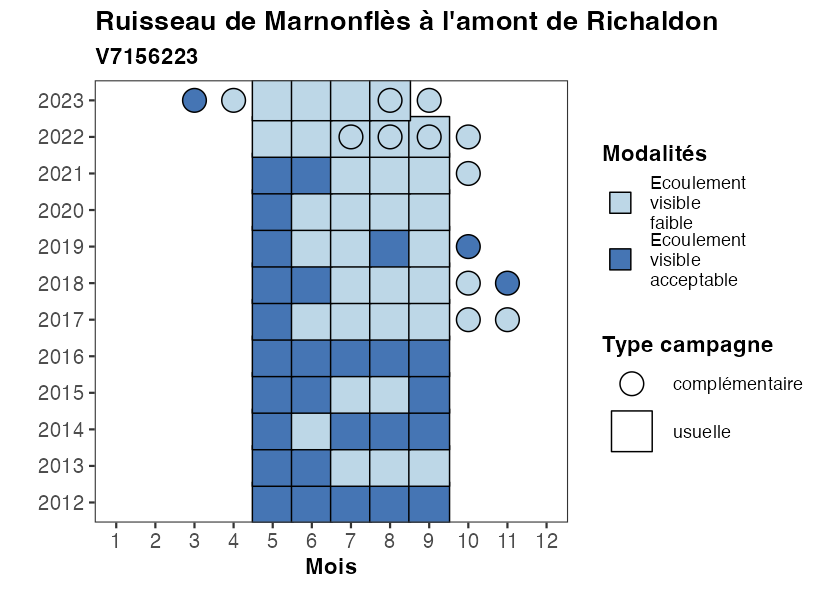 Ruisseau de Marnonflès à l'amont de Richaldon
V7156223
2023
2022
2021
2020
2019
2018
2017
2016
2015
2014
2013
2012
1 2 3 4 5 6 7 8 9 10 11 12
Mois
Modalités
Ecoulement
visible
faible
Ecoulement
visible
acceptable
Type campagne
complémentaire
usuelle